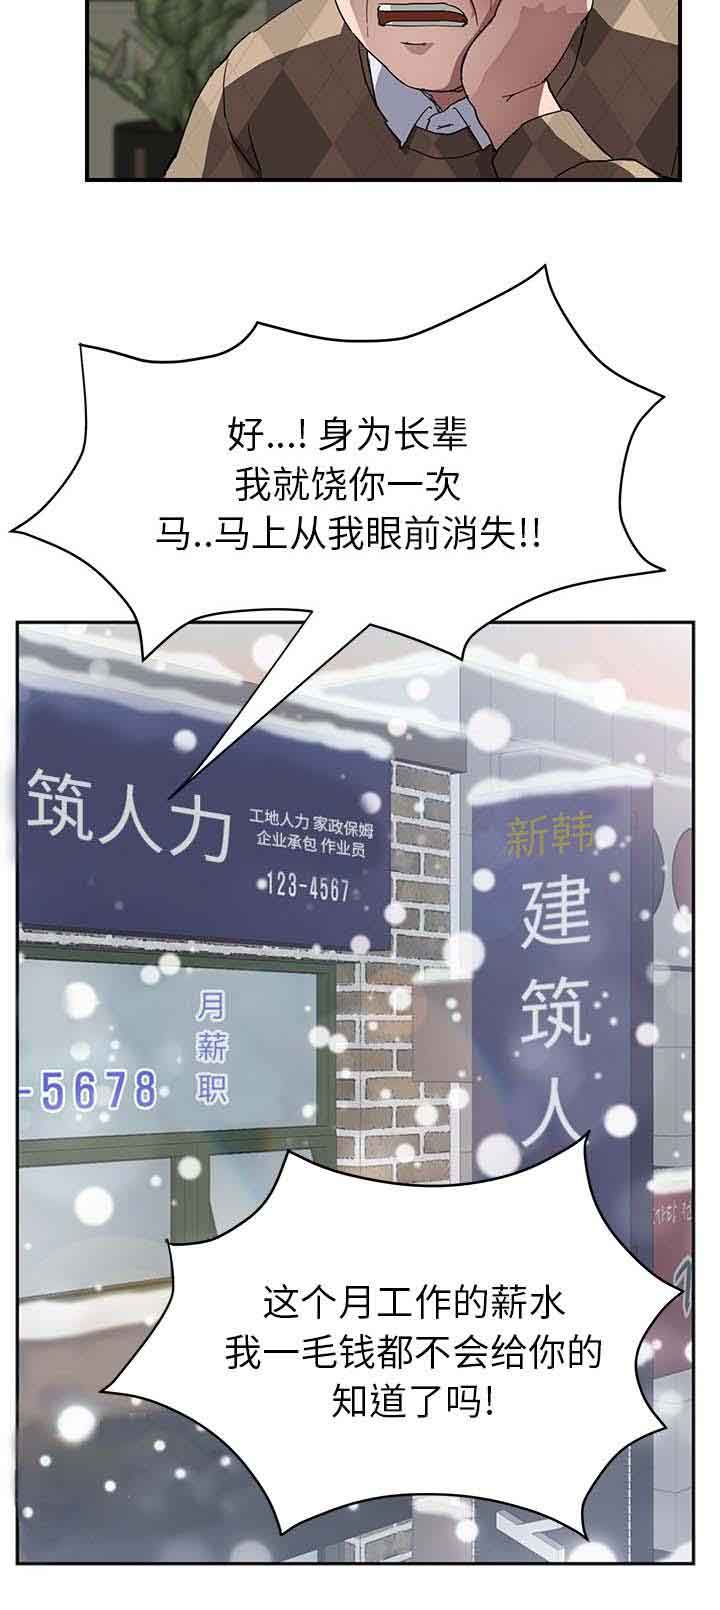 好...! 身为长辈
我就饶你一次
马..马上从我眼前消失!!
筑人力
工地人力 家政保姆
企业承包 作业员
123-4567
新韩
建筑人
月薪职
-5678
这个月工作的薪水
我一毛钱都不会给你的
知道了吗!